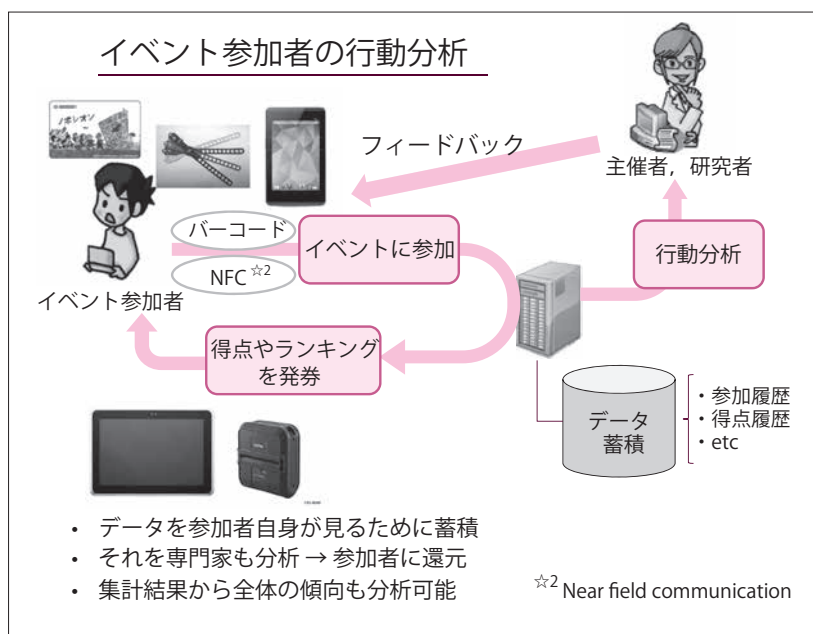 イベント参加者の行動分析
ノポレオン
フィードバック
主催者，研究者
バーコード
NFC☆2
イベントに参加
行動分析
イベント参加者
得点やランキング
を発券
データ
蓄積
・参加履歴
・得点履歴
・etc
• データを参加者自身が見るために蓄積
• それを専門家も分析 → 参加者に還元
• 集計結果から全体の傾向も分析可能
☆2 Near field communication